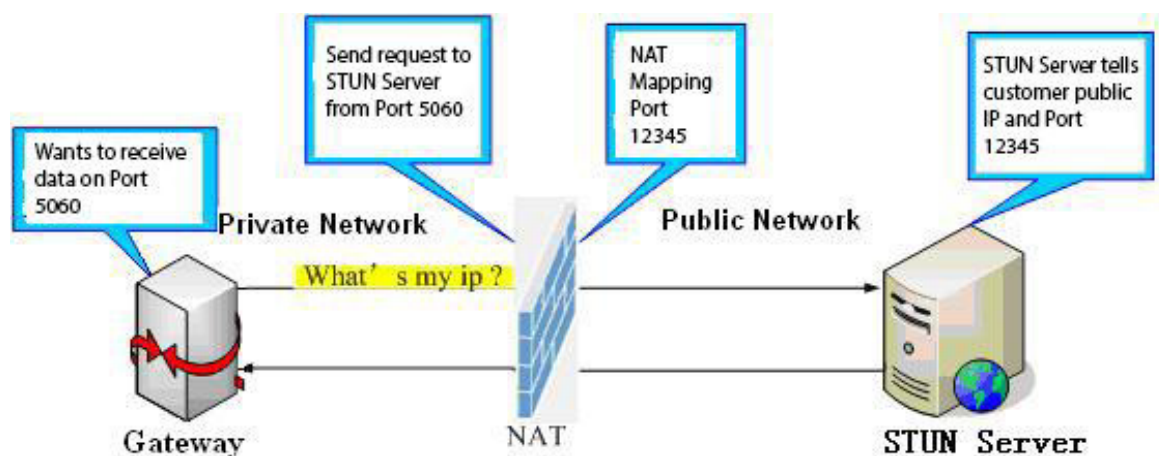 Send request to
STUN Server
from Port 5060
NAT
Mapping
Port
12345
STUN Server tells
customer public
IP and Port
12345
Wants to receive
data on Port
5060
Private Network
Public Network
What's my ip ?
Gateway
NAT
STUN Server